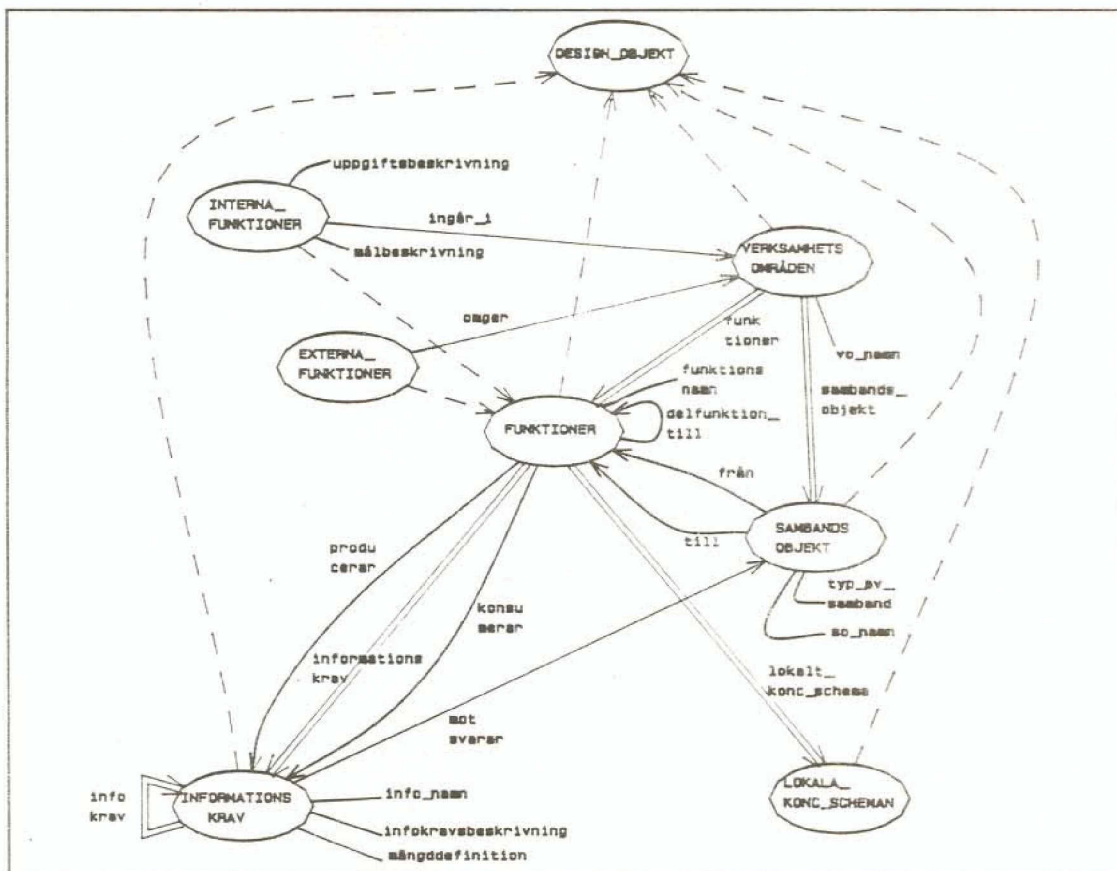 DESIGN_OBJEKT
uppgiftsbeskrivning
INTERNA_
FUNKTIONER
ingår_i
målbeskrivning
VERKSAMHETS
OMRÅDEN
omger
funk
tioner
vo_namn
EXTERNA_
FUNKTIONER
funktions
namn
sambands_
objekt
FUNKTIONER
delfunktion_
till
från
SAMBANDS
OBJEKT
till
produ
cerar
typ_av_
samband
konsu
merar
so_namn
informations
krav
lokalt_
konc_schema
mot
svarar
info
krav
INFORMATIONS
KRAV
info_namn
LOKALA_
KONC_SCHEMAN
infokravsbeskrivning
mängddefinition